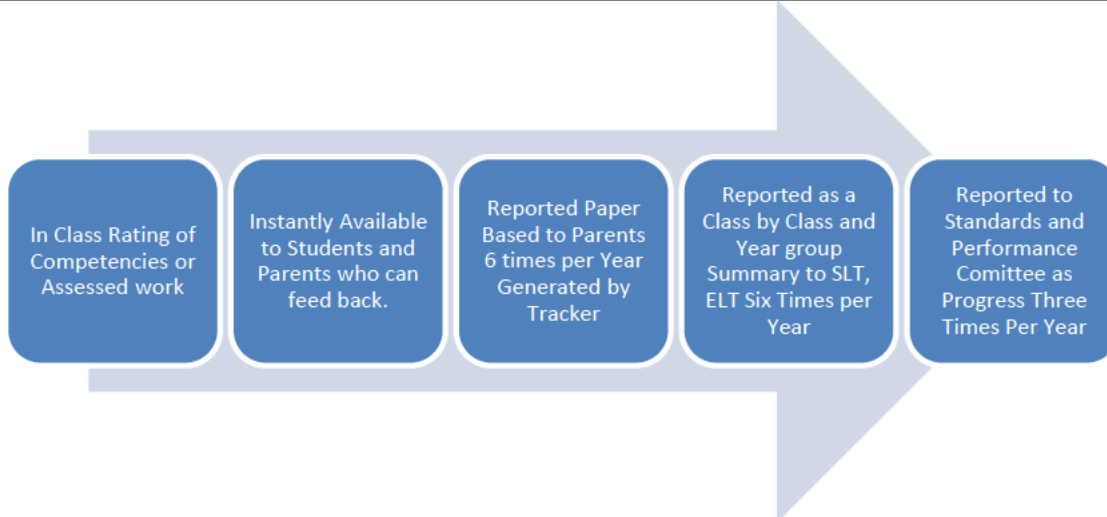 In Class Rating of
Competencies or
Assessed work
Instantly Available
to Students and
Parents who can
feed back.
Reported Paper
Based to Parents
6 times per Year
Generated by
Tracker
Reported as a
Class by Class and
Year group
Summary to SLT,
ELT Six Times per
Year
Reported to
Standards and
Performance
Comittee as
Progress Three
Times Per Year